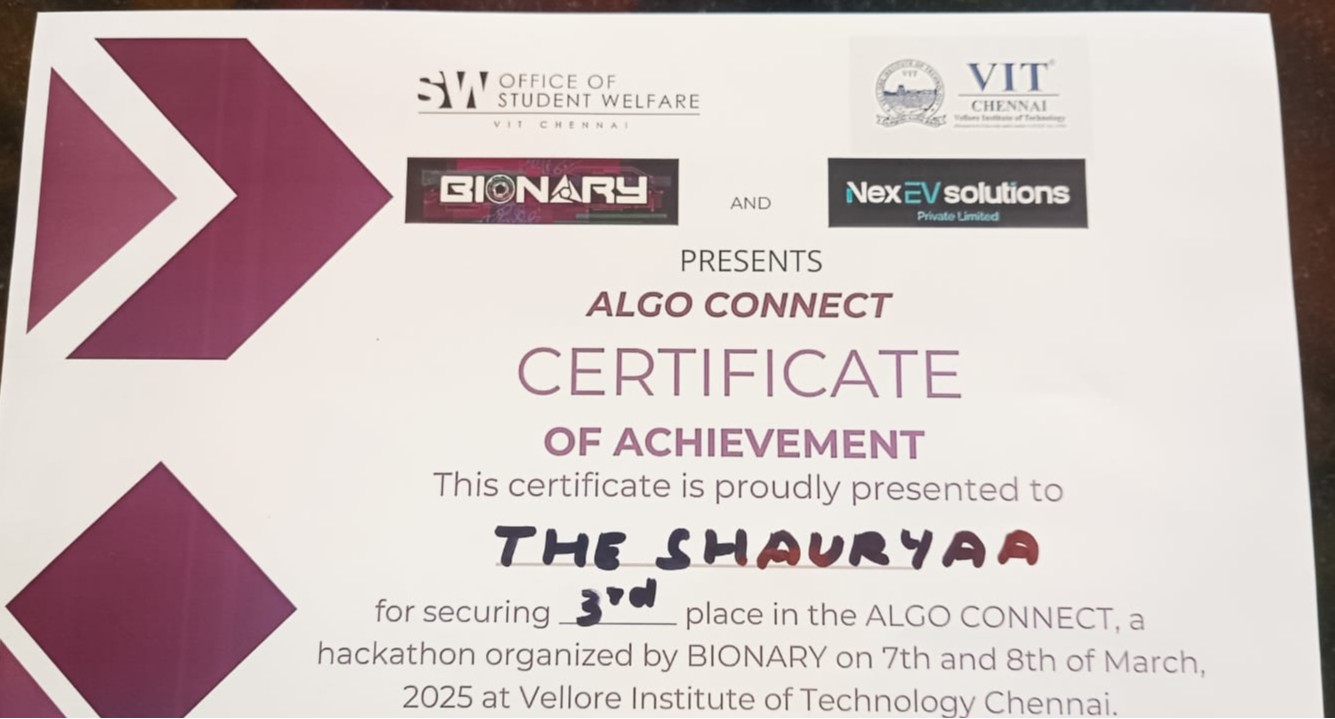 SW OFFICE OF
STUDENT WELFARE
VIT CHENNAI
VIT
VIT
CHENNAI
Vellore Institute of Technology
BIONARY
AND
Nex EV solutions
Private Limited
PRESENTS
ALGO CONNECT
CERTIFICATE
OF ACHIEVEMENT
This certificate is proudly presented to
THE SHAURYAA
for securing 3rd place in the ALGO CONNECT, a
hackathon organized by BIONARY on 7th and 8th of March,
2025 at Vellore Institute of Technology Chennai.